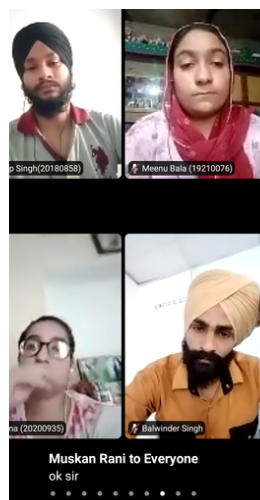 p Singh(20180858)
Meenu Bala (19210076)
na (20200935)
Balwinder Singh
Muskan Rani to Everyone
ok sir